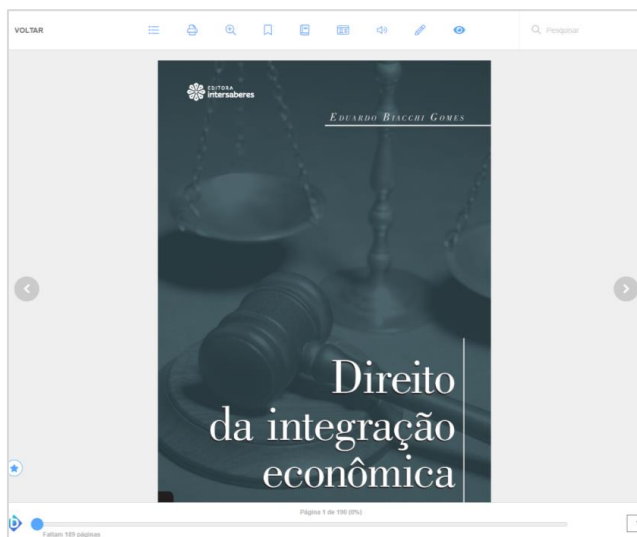 VOLTAR
Pesquisar
EDITORA
intersaberes
EDUARDO BIACCHI GOMES
Direito
da integração
econômica
Página 1 de 190 (0%)
Faltam 189 páginas